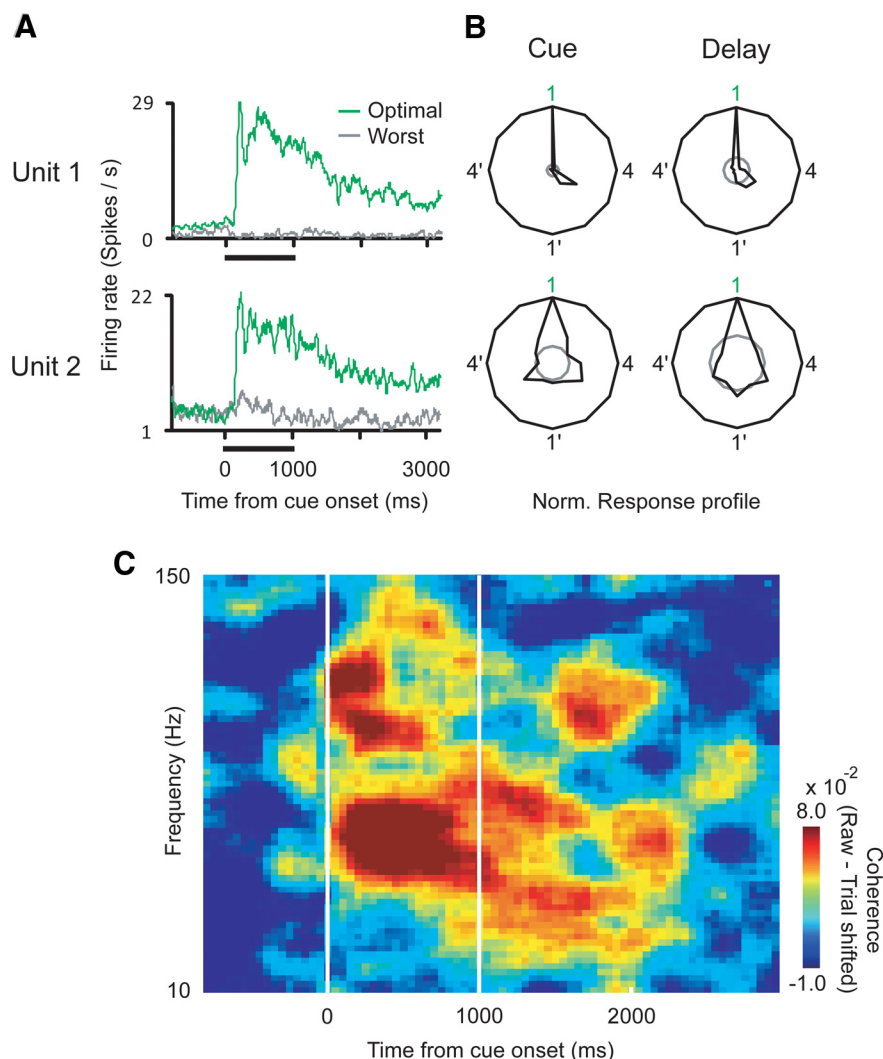 A
B
Cue
Delay
29
Optimal
Worst
1
1
Unit 1
4'
4
4'
4
0
1'
1'
22
1
1
Unit 2
4'
4
4'
4
1
1'
1'
Firing rate (Spikes / s)
0
1000
3000
Time from cue onset (ms)
Norm. Response profile
C
150
Frequency (Hz)
10
x 10-2
8.0
-1.0
Coherence
(Raw - Trial shifted)
0
1000
2000
Time from cue onset (ms)